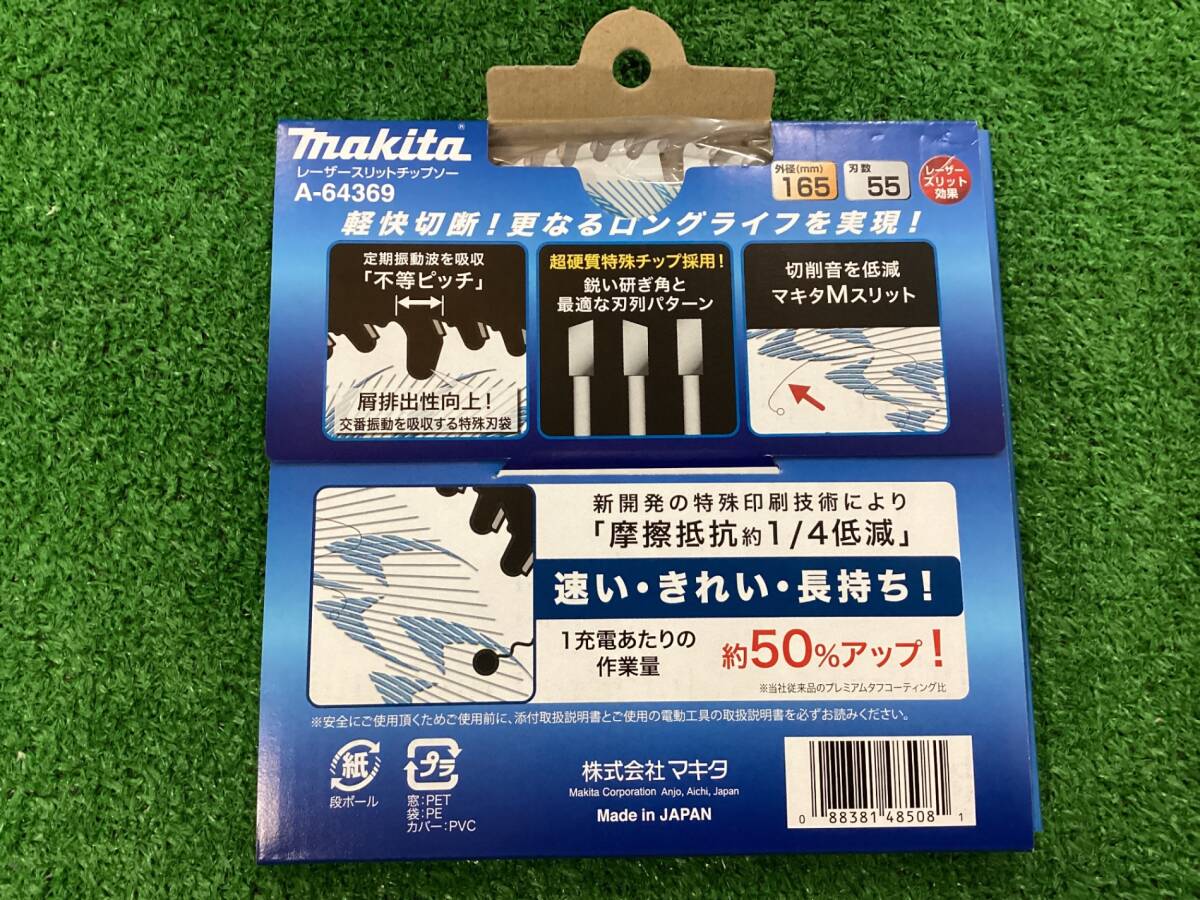 makita®
レーザースリットチップソー
A-64369
外径(mm)
165
刃数
55
レーザー
スリット
効果
軽快切断!更なるロングライフを実現!
定期振動波を吸収
「不等ピッチ」
屑排出性向上!
交番振動を吸収する特殊刃袋
超硬質特殊チップ採用!
鋭い研ぎ角と
最適な刃列パターン
切削音を低減
マキタMスリット
新開発の特殊印刷技術により
「摩擦抵抗約1/4低減」
速い・きれい・長持ち!
1充電あたりの
作業量
約50%アップ!
※当社従来品のプレミアムタフコーティング比
※安全にご使用頂くためご使用前に、添付取扱説明書とご使用の電動工具の取扱説明書を必ずお読みください。
紙
段ボール
プラ
窓:PET
袋:PE
カバー:PVC
株式会社マキタ
Makita Corporation Anjo, Aichi, Japan
Made in JAPAN
0 88381 48508 1